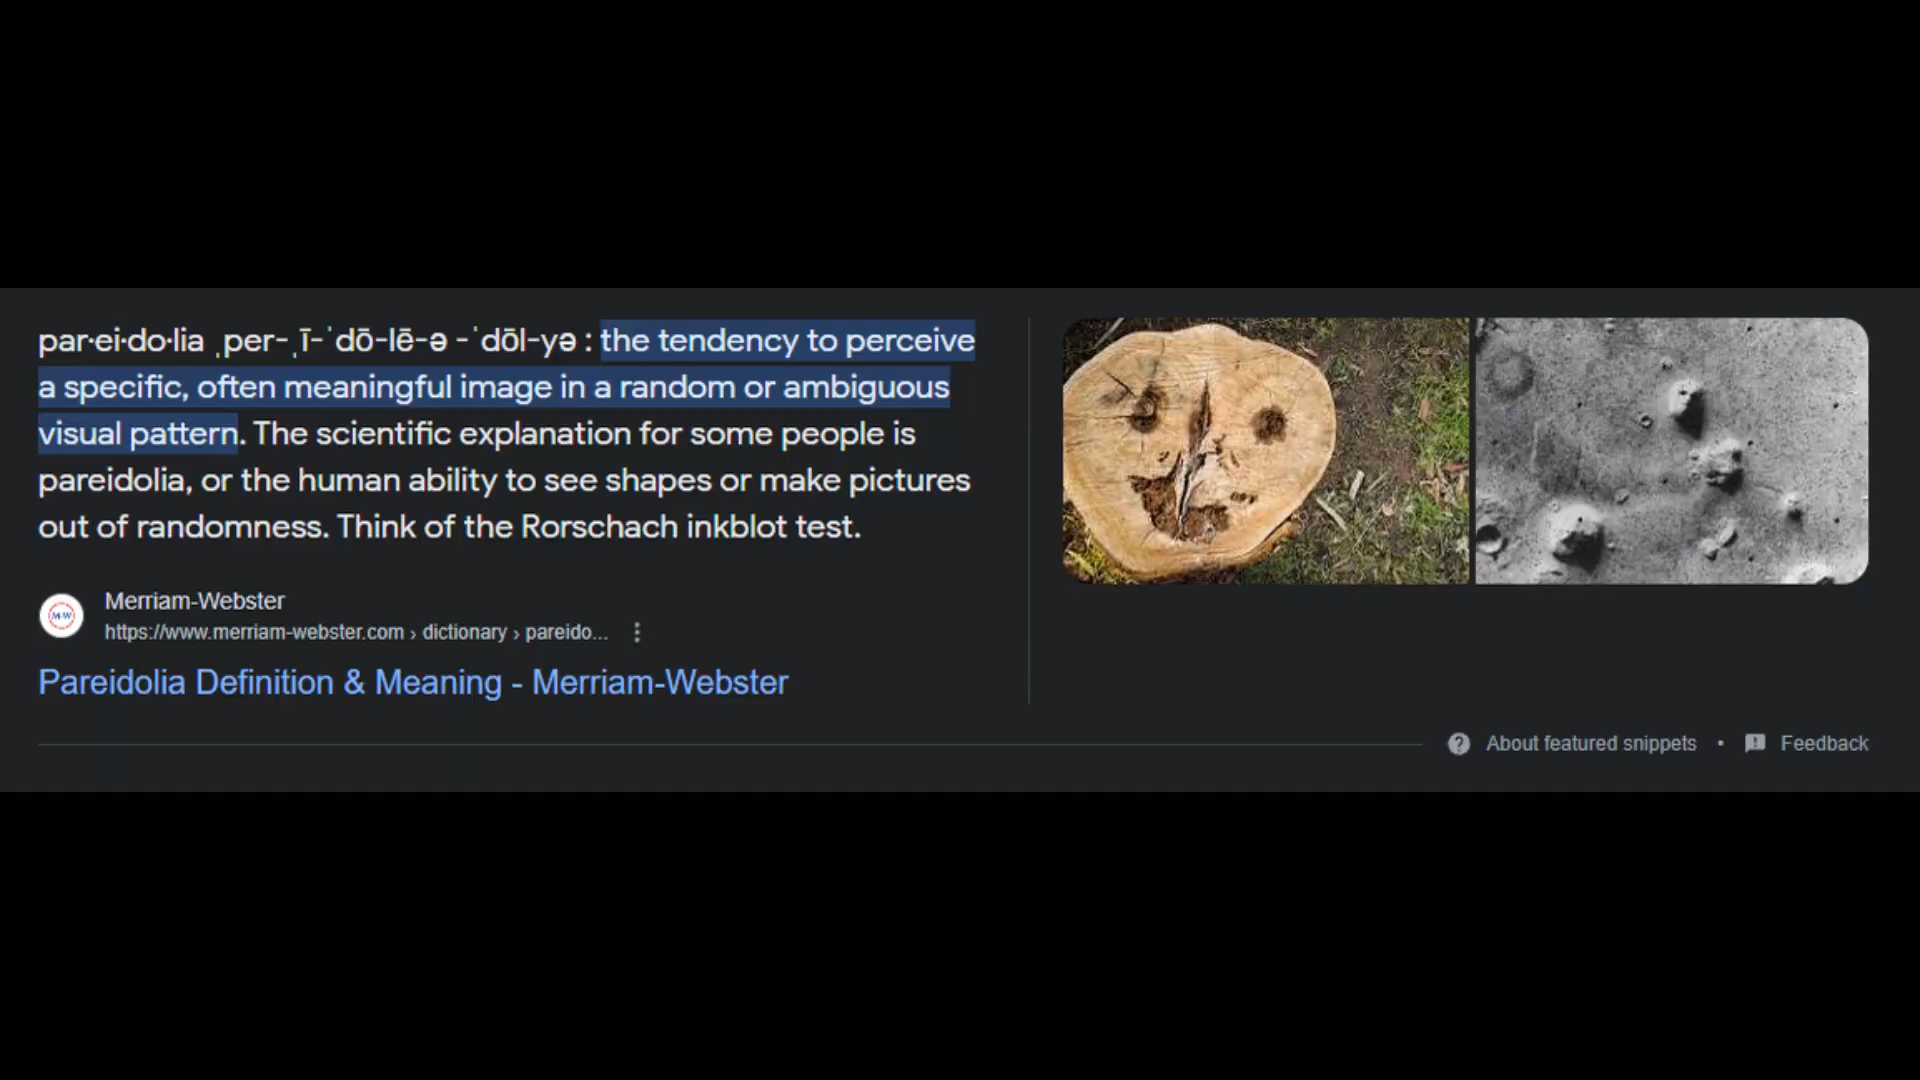 par·ei·do·lia ˌper-ˌī-ˈdō-lē-ə -ˈdōl-yə : the tendency to perceive
a specific, often meaningful image in a random or ambiguous
visual pattern. The scientific explanation for some people is
pareidolia, or the human ability to see shapes or make pictures
out of randomness. Think of the Rorschach inkblot test.
M-W
Merriam-Webster
https://www.merriam-webster.com › dictionary › pareido...
Pareidolia Definition & Meaning - Merriam-Webster
About featured snippets • Feedback